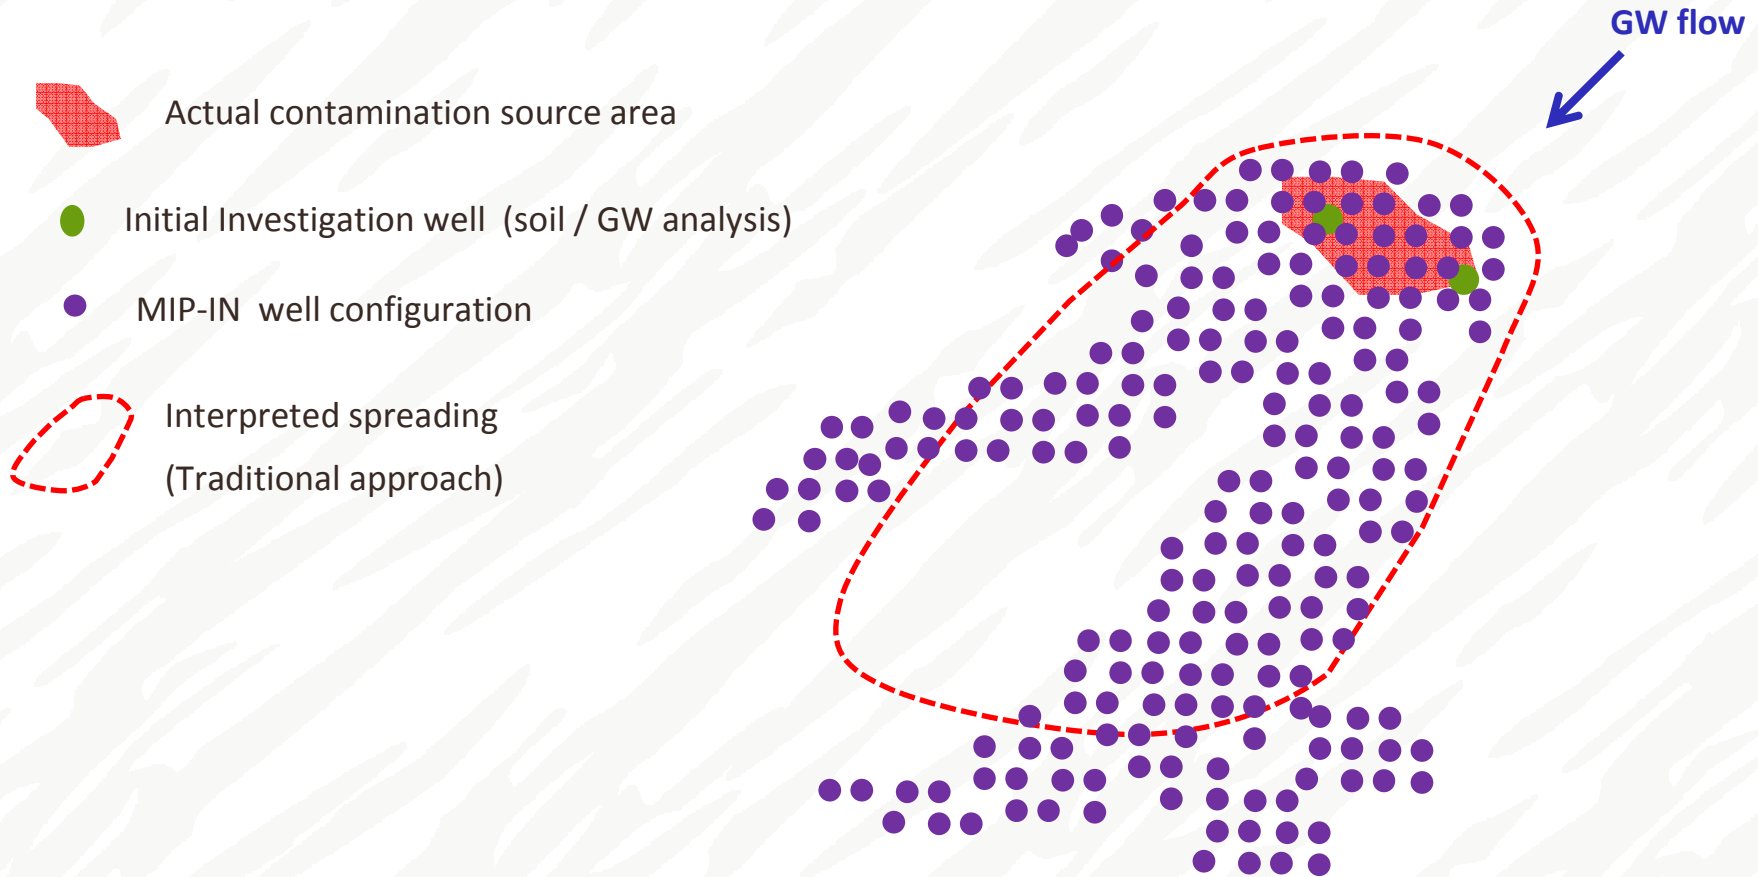 GW flow
Actual contamination source area
Initial Investigation well (soil / GW analysis)
MIP-IN well configuration
Interpreted spreading
(Traditional approach)